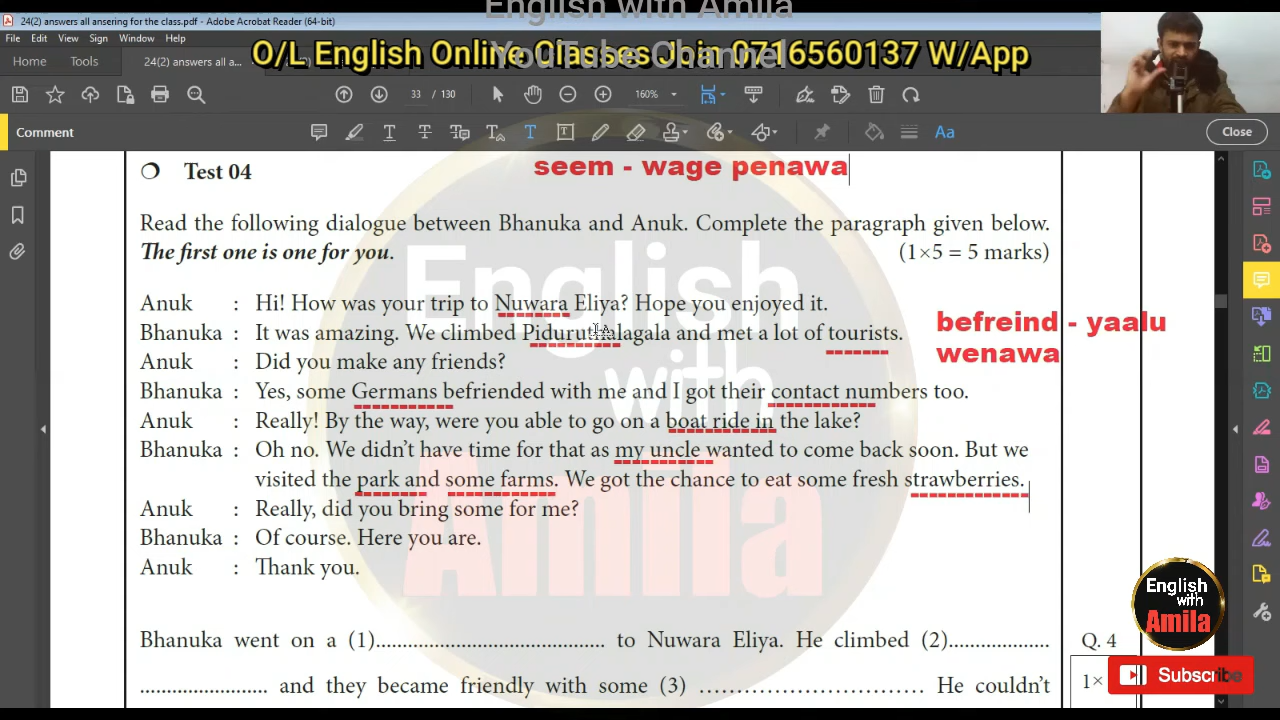 English with Amila
24(2) answers all ansering for the class.pdf - Adobe Acrobat Reader (64-bit)
File Edit View Sign Window Help
O/L English Online Classes Join 0716560137 W/App
YouTube Channel
Home Tools 24(2) answers all a...
33 / 130 160%
Comment Close
seem - wage penawa
Test 04
Read the following dialogue between Bhanuka and Anuk. Complete the paragraph given below.
The first one is one for you. (1×5 = 5 marks)
Anuk : Hi! How was your trip to Nuwara Eliya? Hope you enjoyed it.
Bhanuka : It was amazing. We climbed Piduruthalagala and met a lot of tourists.
befreind - yaalu
wenawa
Anuk : Did you make any friends?
Bhanuka : Yes, some Germans befriended with me and I got their contact numbers too.
Anuk : Really! By the way, were you able to go on a boat ride in the lake?
Bhanuka : Oh no. We didn't have time for that as my uncle wanted to come back soon. But we
visited the park and some farms. We got the chance to eat some fresh strawberries.
Anuk : Really, did you bring some for me?
Bhanuka : Of course. Here you are.
Anuk : Thank you.
English
with
Amila
Bhanuka went on a (1)........................................ to Nuwara Eliya. He climbed (2)...................
Q. 4
........................ and they became friendly with some (3) ............................ He couldn't
1×
English
with
Amila
Subscribe